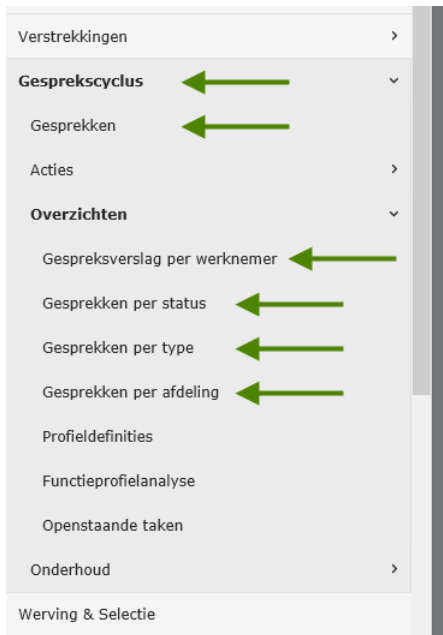 Verstrekkingen
Gesprekscyclus
Gesprekken
Acties
Overzichten
Gespreksverslag per werknemer
Gesprekken per status
Gesprekken per type
Gesprekken per afdeling
Profieldefinities
Functieprofielanalyse
Openstaande taken
Onderhoud
Werving & Selectie